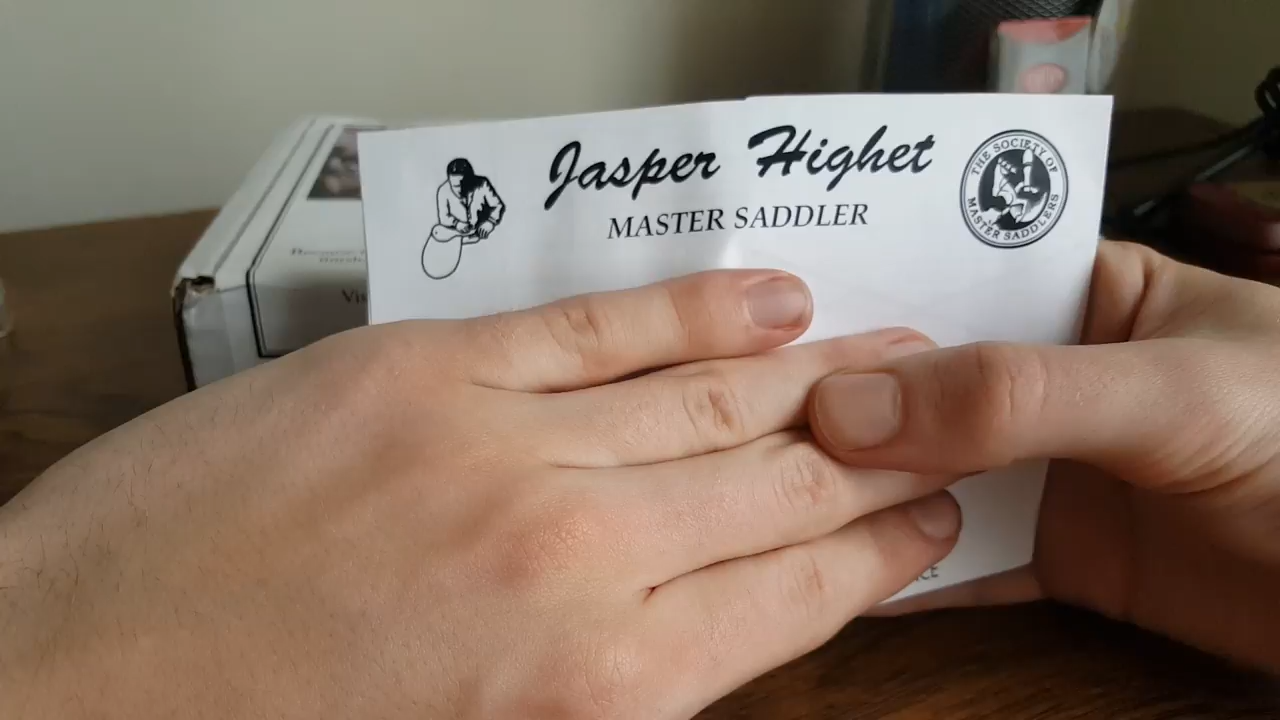 Jasper Highet
MASTER SADDLER
THE SOCIETY OF
MASTER SADDLERS